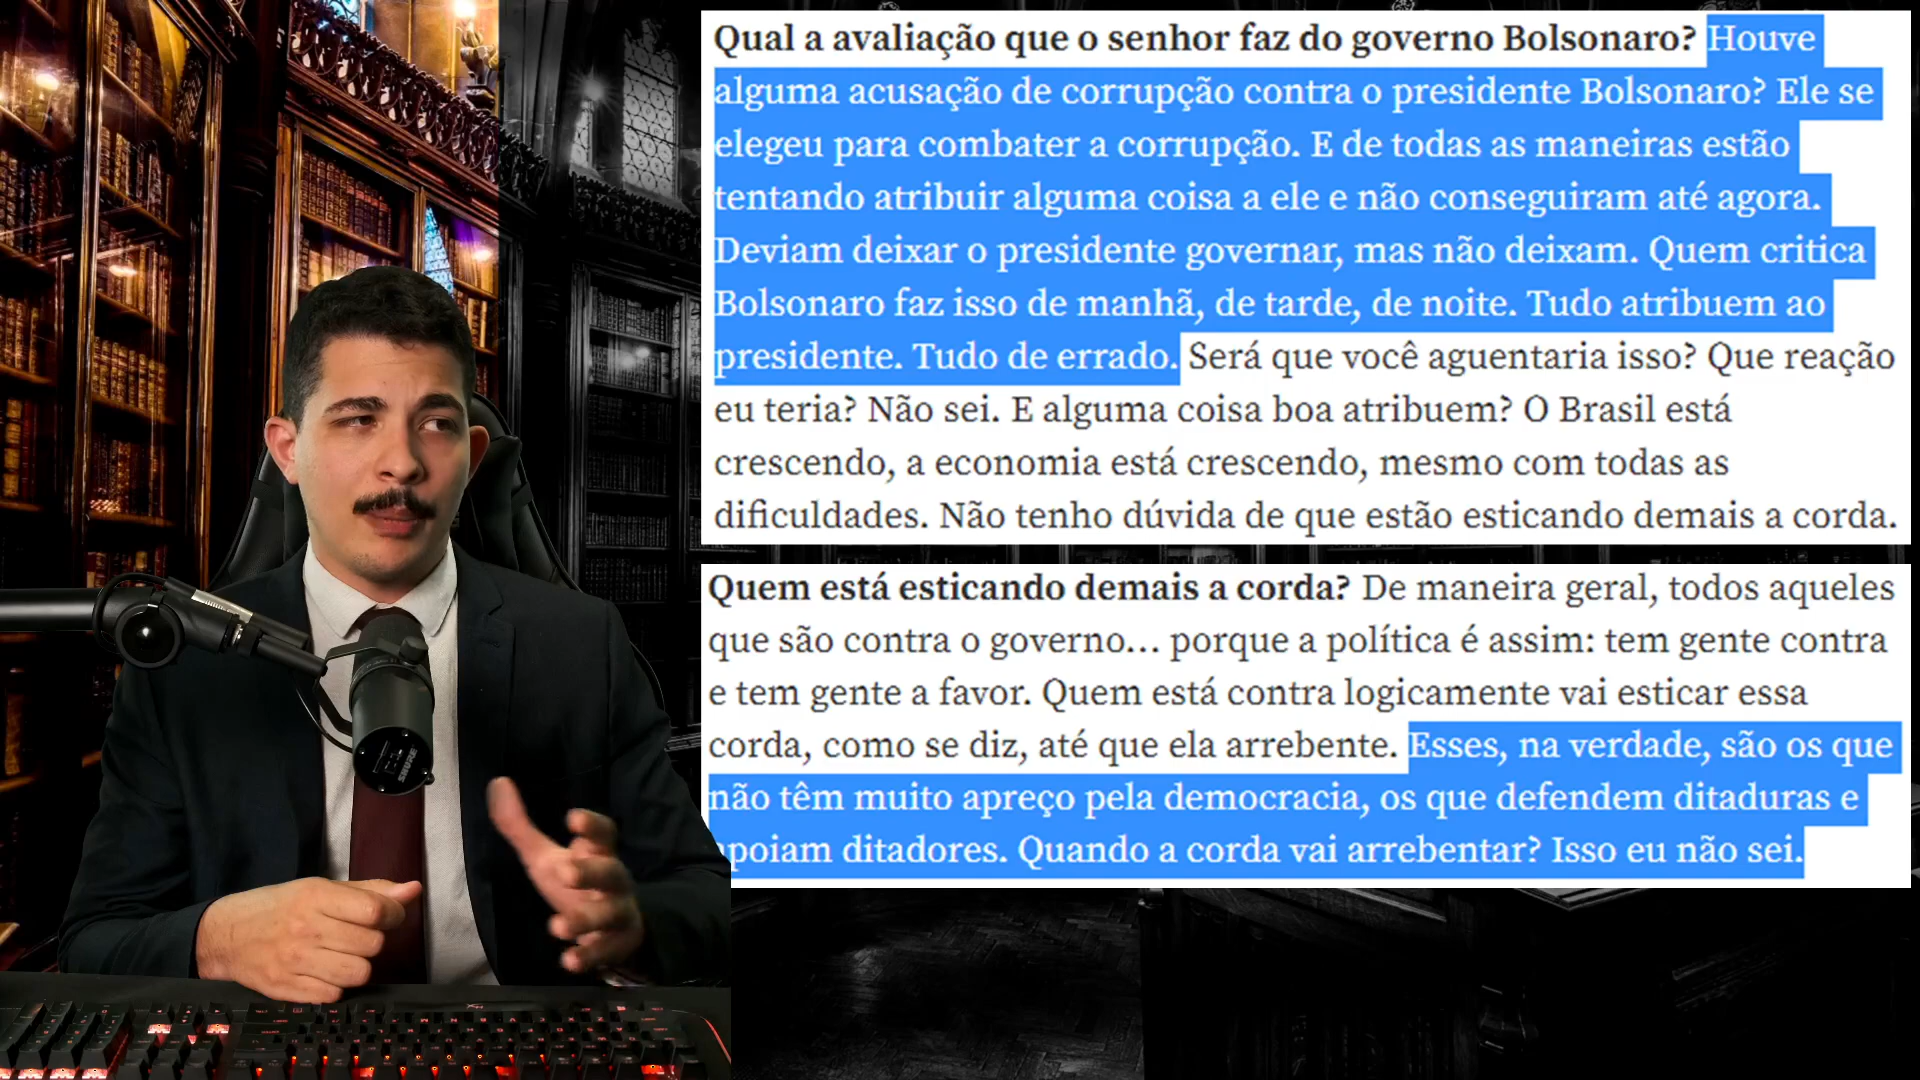 Qual a avaliação que o senhor faz do governo Bolsonaro? Houve
alguma acusação de corrupção contra o presidente Bolsonaro? Ele se
elegeu para combater a corrupção. E de todas as maneiras estão
tentando atribuir alguma coisa a ele e não conseguiram até agora.
Deviam deixar o presidente governar, mas não deixam. Quem critica
Bolsonaro faz isso de manhã, de tarde, de noite. Tudo atribuem ao
presidente. Tudo de errado. Será que você aguentaria isso? Que reação
eu teria? Não sei. E alguma coisa boa atribuem? O Brasil está
crescendo, a economia está crescendo, mesmo com todas as
dificuldades. Não tenho dúvida de que estão esticando demais a corda.
Quem está esticando demais a corda? De maneira geral, todos aqueles
que são contra o governo… porque a política é assim: tem gente contra
e tem gente a favor. Quem está contra logicamente vai esticar essa
corda, como se diz, até que ela arrebente. Esses, na verdade, são os que
não têm muito apreço pela democracia, os que defendem ditaduras e
apoiam ditadores. Quando a corda vai arrebentar? Isso eu não sei.
SHURE